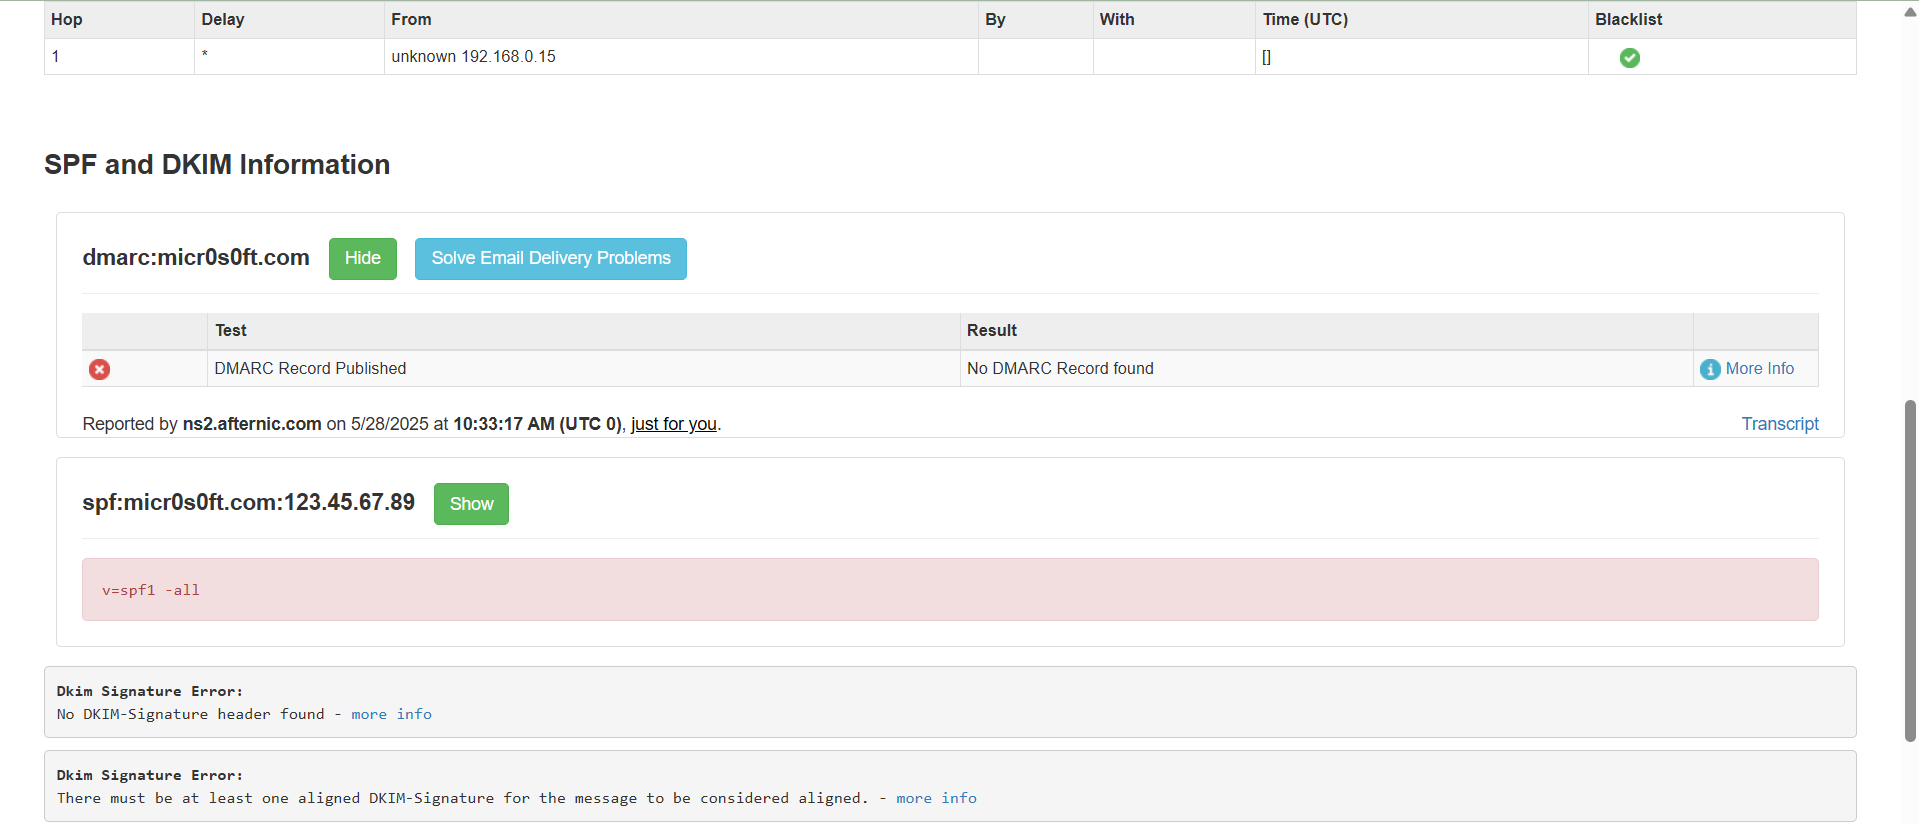 Hop Delay From By With Time (UTC) Blacklist
1 * unknown 192.168.0.15 []
SPF and DKIM Information
dmarc:micr0s0ft.com Hide Solve Email Delivery Problems
Test Result
DMARC Record Published No DMARC Record found More Info
Reported by ns2.afternic.com on 5/28/2025 at 10:33:17 AM (UTC 0), just for you. Transcript
spf:micr0s0ft.com:123.45.67.89 Show
v=spf1 -all
Dkim Signature Error:
No DKIM-Signature header found - more info
Dkim Signature Error:
There must be at least one aligned DKIM-Signature for the message to be considered aligned. - more info